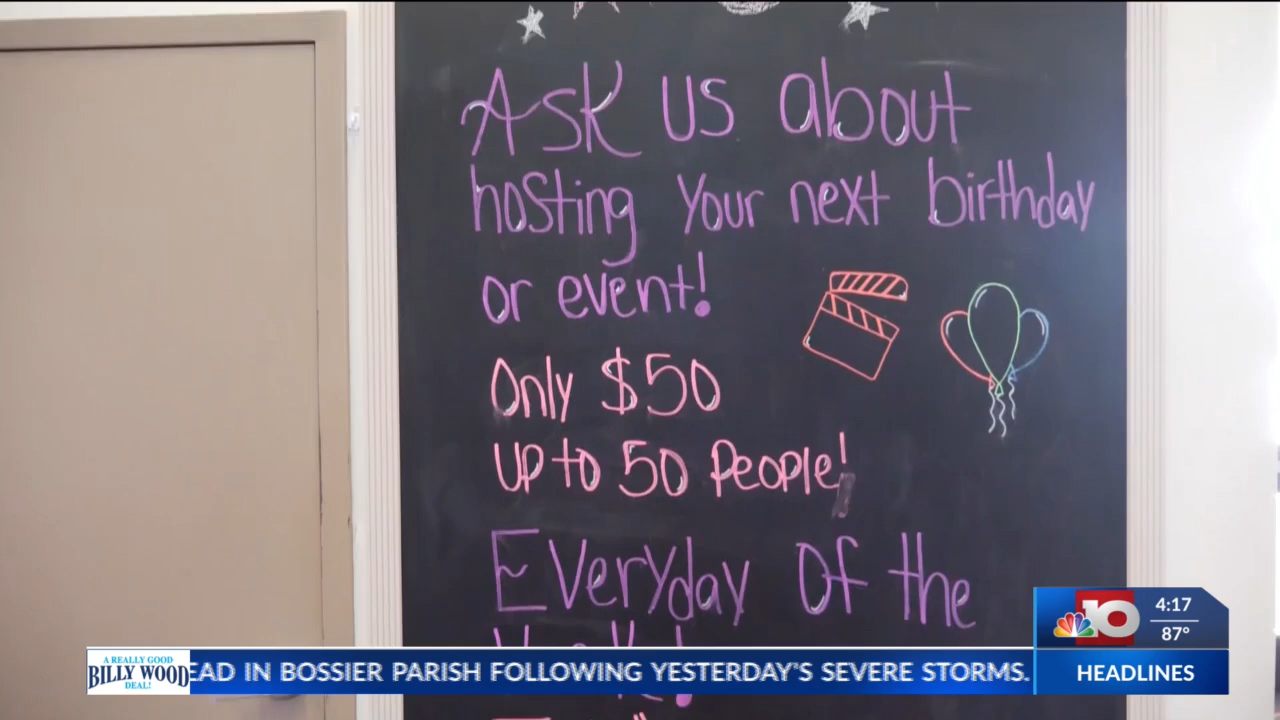 Ask us about
hosting your next birthday
or event!
Only $50
UP to 50 People!
Everyday Of the
10
4:17
87°
A REALLY GOOD
BILLY WOOD
DEAL!
EAD IN BOSSIER PARISH FOLLOWING YESTERDAY'S SEVERE STORMS.
HEADLINES